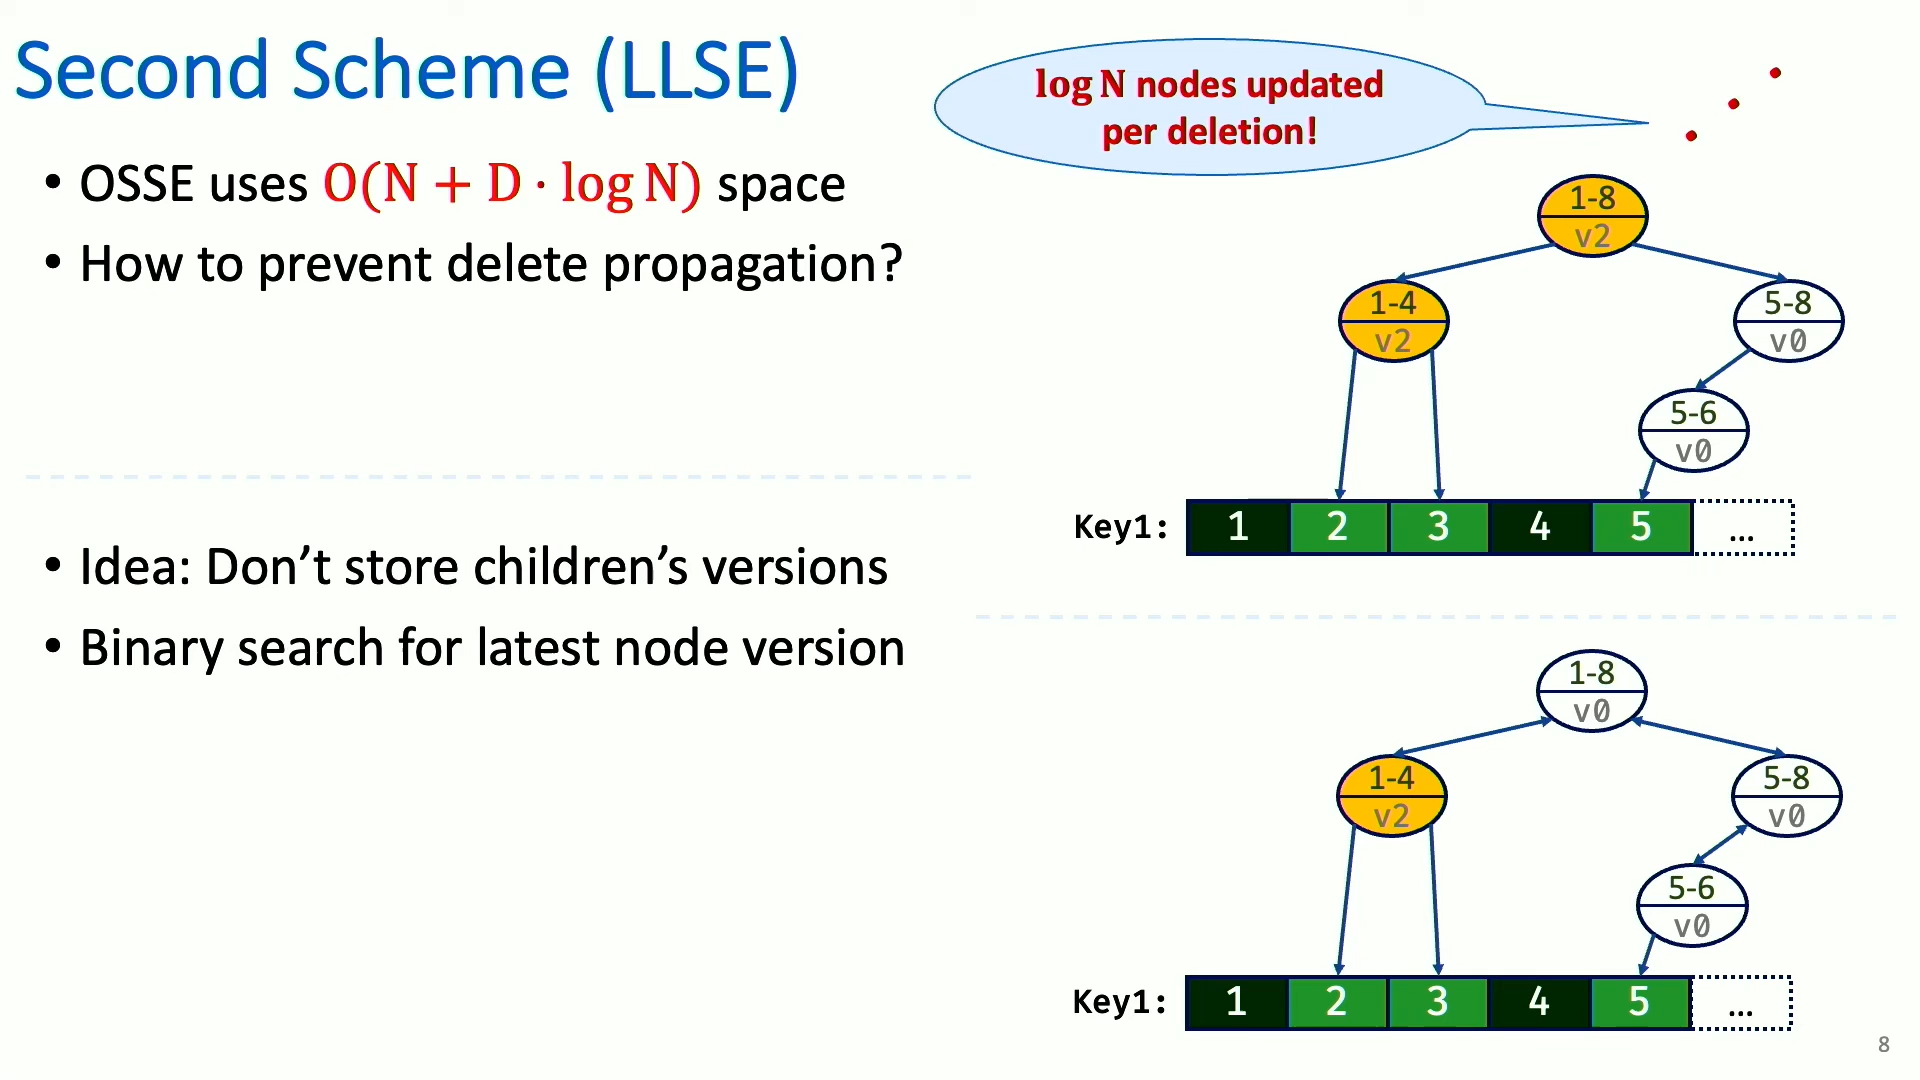 Second Scheme (LLSE)
• OSSE uses O(N + D · log N) space
• How to prevent delete propagation?
log N nodes updated
per deletion!
1-8
v2
1-4
v2
5-8
v0
5-6
v0
Key1: 1 2 3 4 5 ...
• Idea: Don’t store children’s versions
• Binary search for latest node version
1-8
v0
1-4
v2
5-8
v0
5-6
v0
Key1: 1 2 3 4 5 ...
8